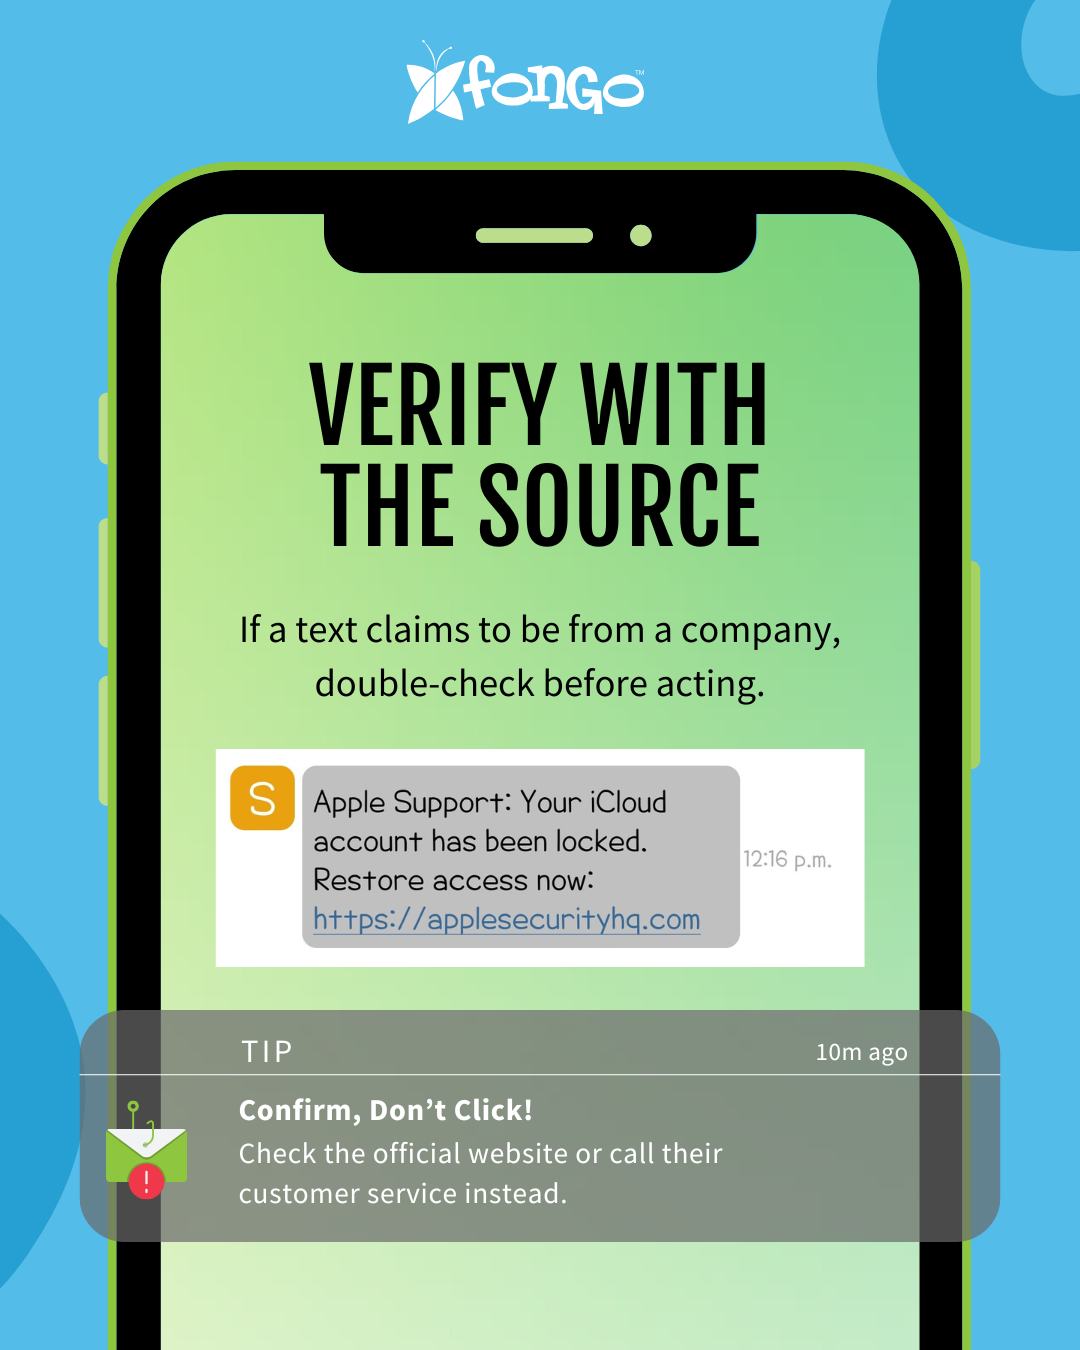 fongo™
VERIFY WITH
THE SOURCE
If a text claims to be from a company,
double-check before acting.
S
Apple Support: Your iCloud
account has been locked.
Restore access now:
https://applesecurityhq.com
12:16 p.m.
TIP
10m ago
Confirm, Don’t Click!
Check the official website or call their
customer service instead.
!